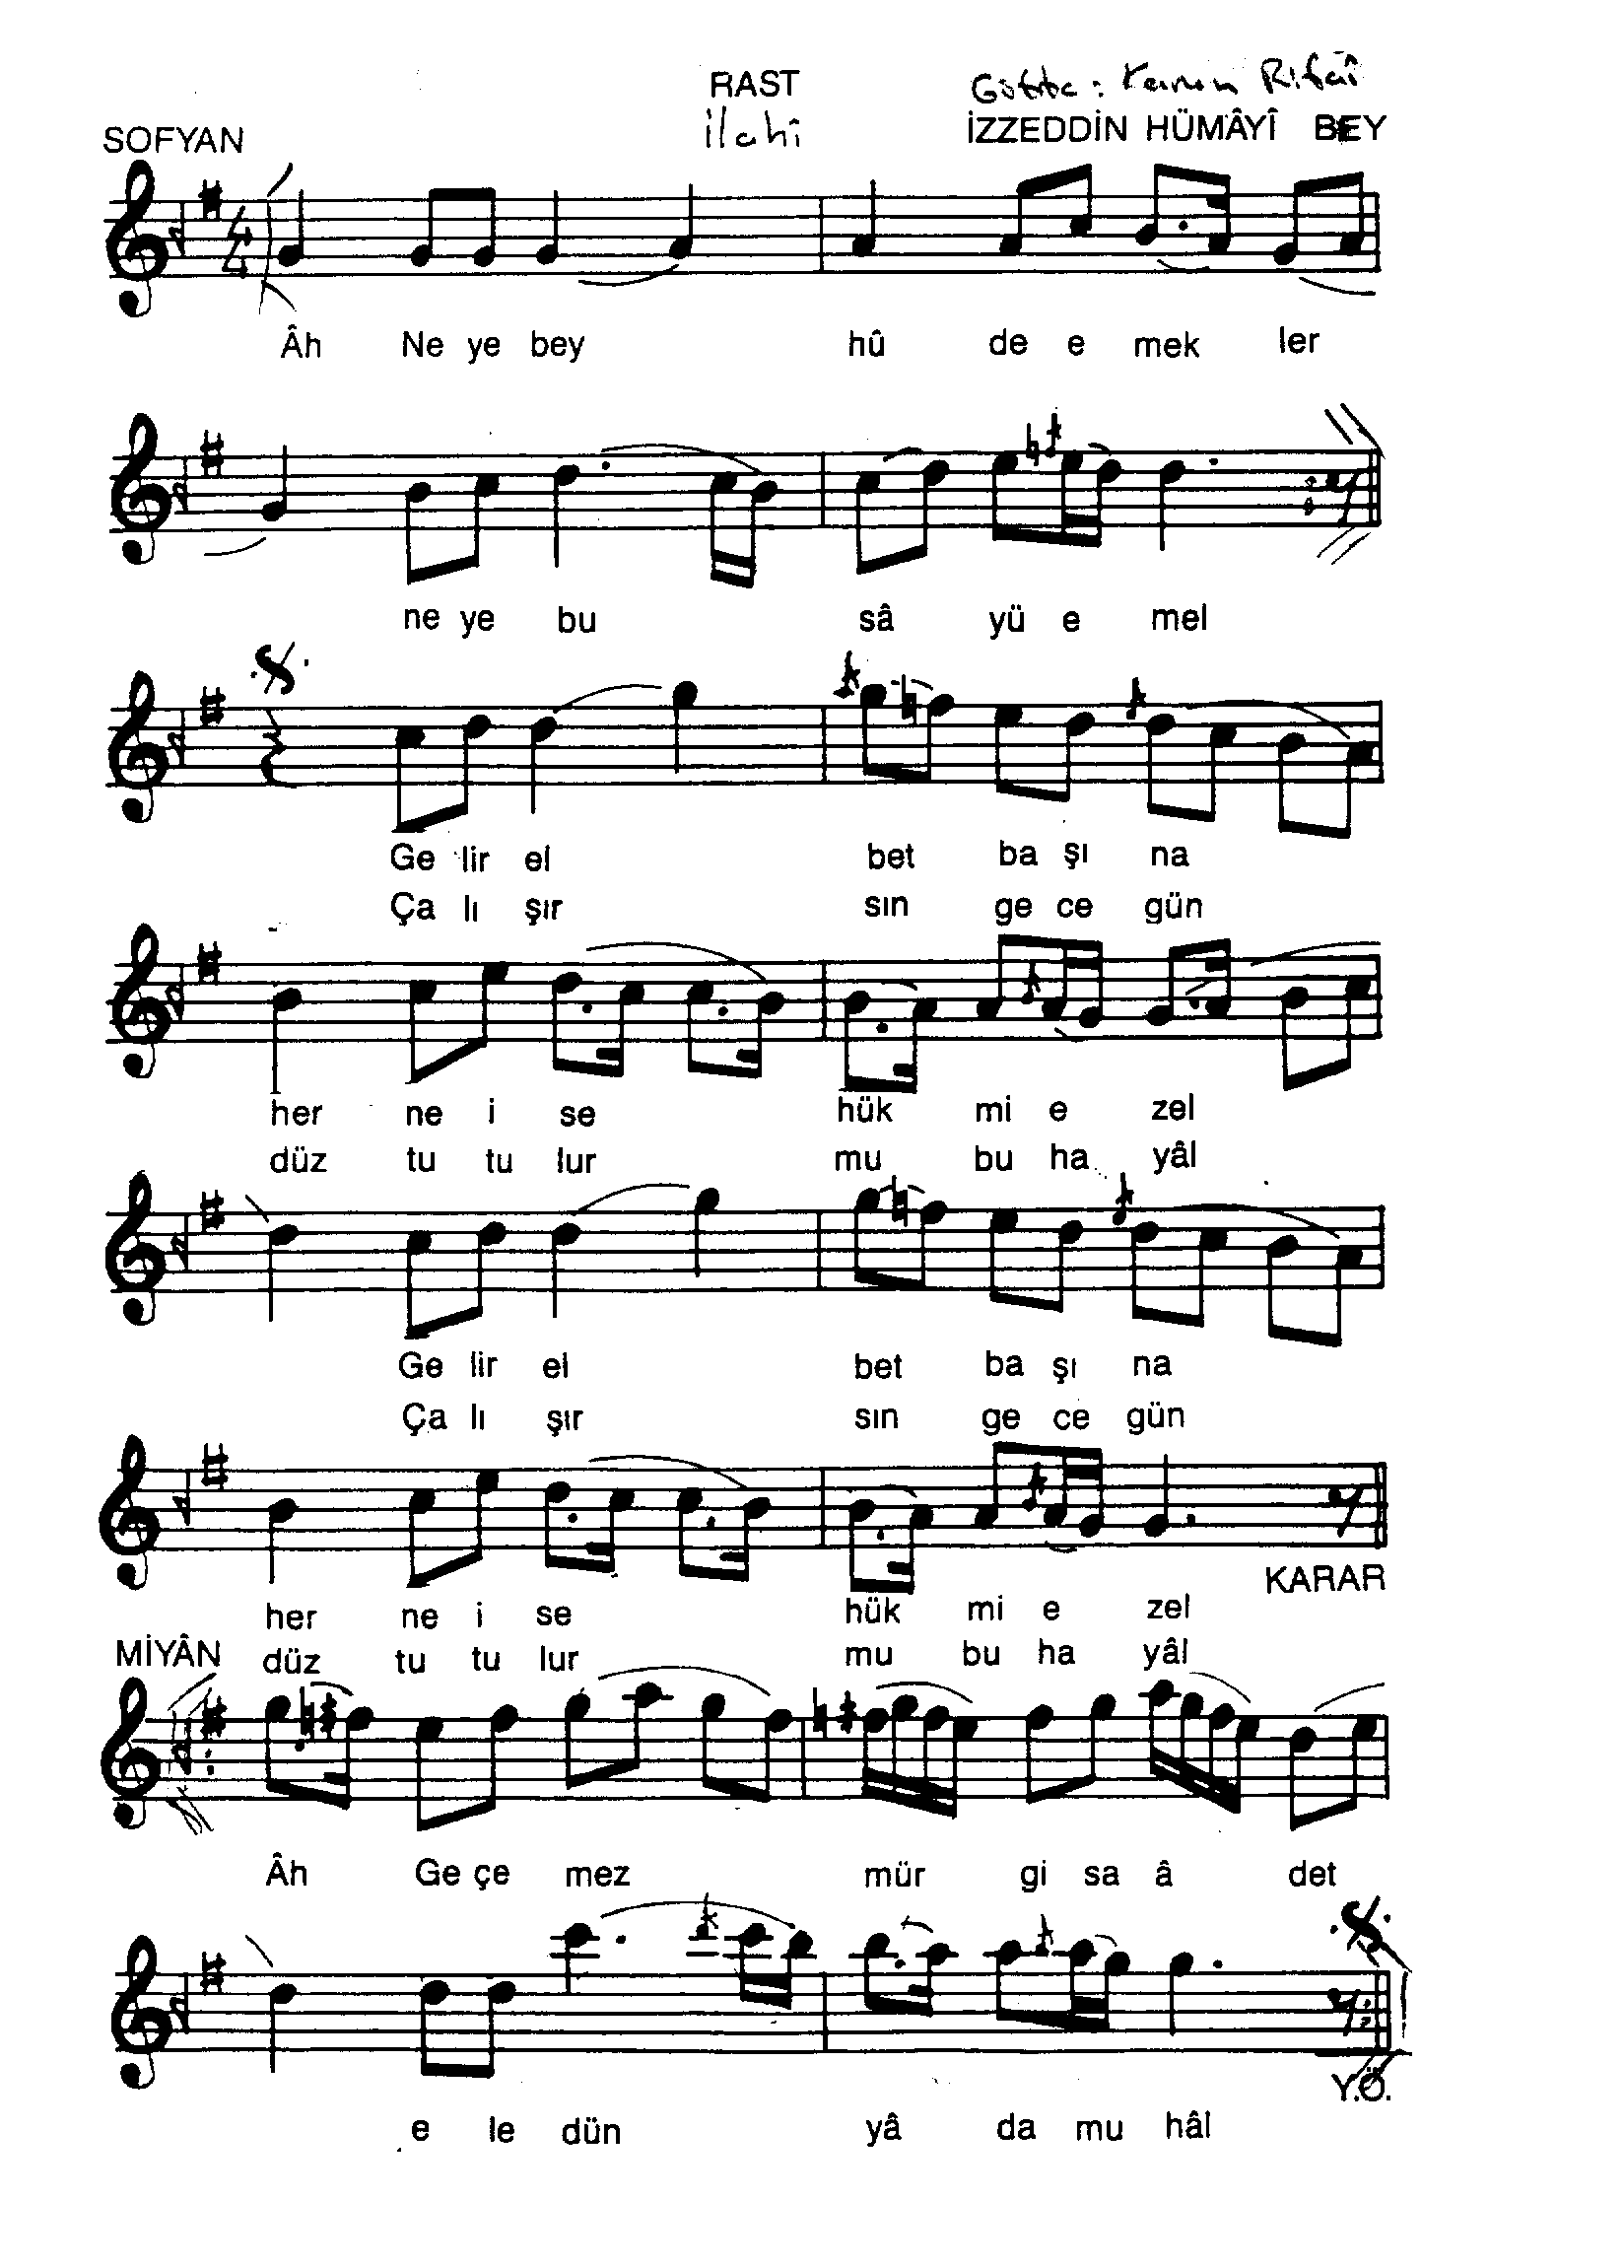 RAST
Güfte: Kenan Rifâî
SOFYAN
İlahî
İZZEDDİN HÜMÂYÎ BEY
4/4
Âh Ne ye bey hû de e mek ler
ne ye bu sâ yü e mel
Ge lir el bet ba şı na
Ça lı şır sın ge ce gün
her ne i se hük mi e zel
düz tu tu lur mu bu ha yâl
Ge lir el bet ba şı na
Ça lı şır sın ge ce gün
KARAR
her ne i se hük mi e zel
MİYÂN
düz tu tu lur mu bu ha yâl
Âh Ge çe mez mür gi sa â det
Y.Ö.
e le dün yâ da mu hâl